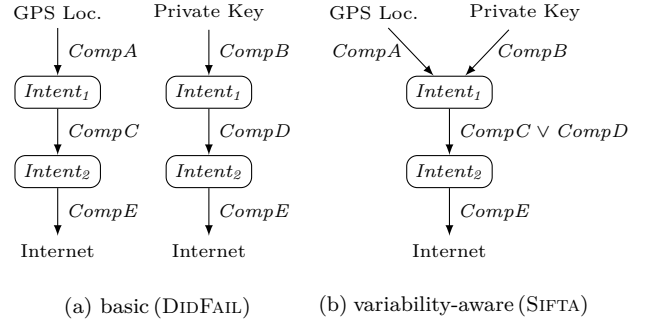 GPS Loc. Private Key GPS Loc. Private Key
CompA CompB CompA CompB
Intent1 Intent1 Intent1
CompC CompD CompC ∨ CompD
Intent2 Intent2 Intent2
CompE CompE CompE
Internet Internet Internet
(a) basic (DIDFAIL) (b) variability-aware (SIFTA)